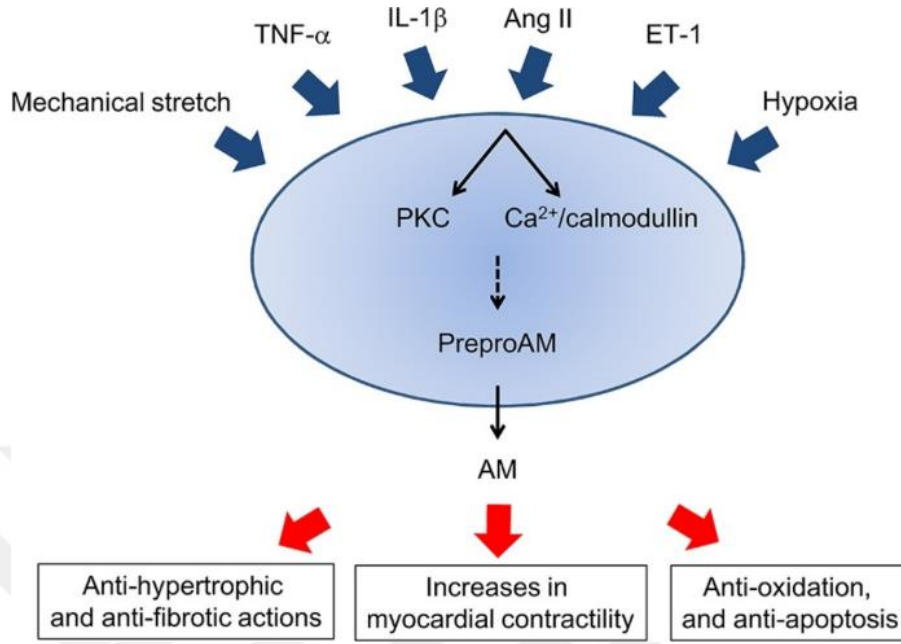 TNF-α
IL-1β
Ang II
ET-1
Mechanical stretch
Hypoxia
PKC
Ca²⁺/calmodullin
PreproAM
AM
Anti-hypertrophic
and anti-fibrotic actions
Increases in
myocardial contractility
Anti-oxidation,
and anti-apoptosis